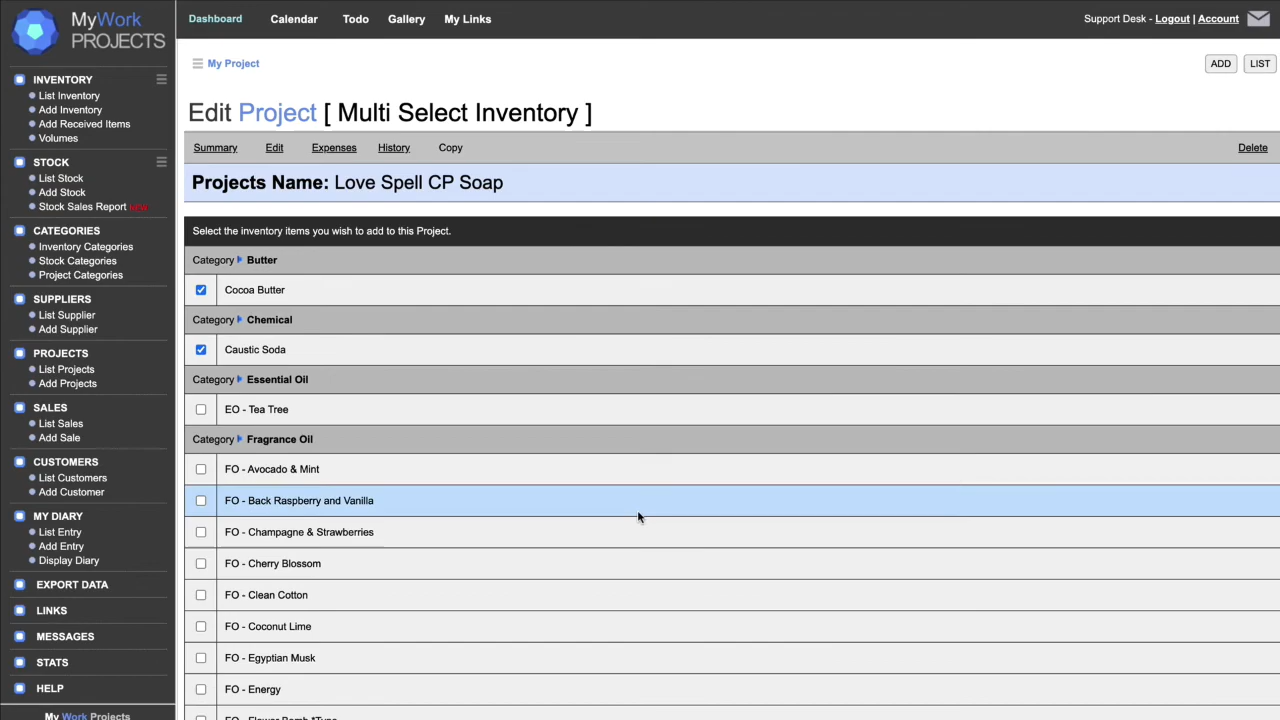 MyWork
PROJECTS
Dashboard
Calendar
Todo
Gallery
My Links
Support Desk - Logout | Account
INVENTORY
List Inventory
Add Inventory
Add Received Items
Volumes
STOCK
List Stock
Add Stock
Stock Sales Report
CATEGORIES
Inventory Categories
Stock Categories
Project Categories
SUPPLIERS
List Supplier
Add Supplier
PROJECTS
List Projects
Add Projects
SALES
List Sales
Add Sale
CUSTOMERS
List Customers
Add Customer
MY DIARY
List Entry
Add Entry
Display Diary
EXPORT DATA
LINKS
MESSAGES
STATS
HELP
My Work Projects
My Project
ADD
LIST
Edit Project [ Multi Select Inventory ]
Summary
Edit
Expenses
History
Copy
Delete
Projects Name: Love Spell CP Soap
Select the inventory items you wish to add to this Project.
Category Butter
Cocoa Butter
Category Chemical
Caustic Soda
Category Essential Oil
EO - Tea Tree
Category Fragrance Oil
FO - Avocado & Mint
FO - Back Raspberry and Vanilla
FO - Champagne & Strawberries
FO - Cherry Blossom
FO - Clean Cotton
FO - Coconut Lime
FO - Egyptian Musk
FO - Energy
FO - Flower Bomb *Type